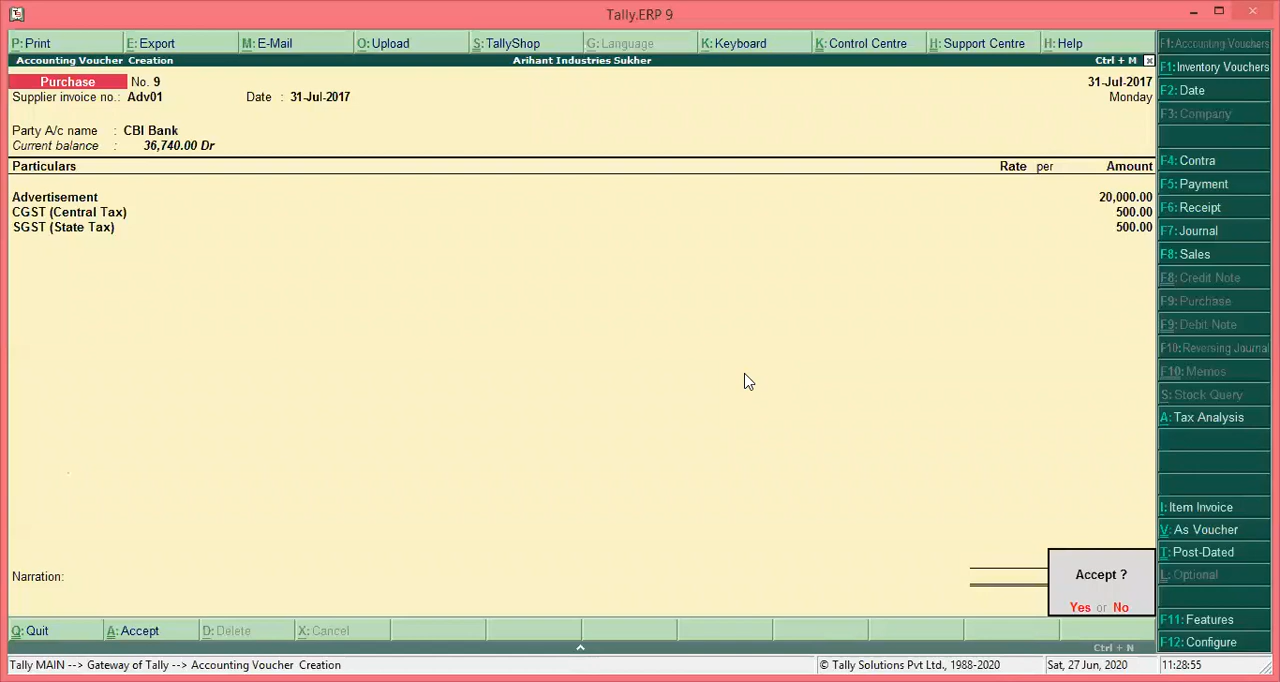 Tally.ERP 9
P: Print E: Export M: E-Mail O: Upload S: TallyShop G: Language K: Keyboard K: Control Centre H: Support Centre H: Help
Accounting Voucher Creation Arihant Industries Sukher Ctrl + M
Purchase No. 9 31-Jul-2017
Supplier invoice no.: Adv01 Date : 31-Jul-2017 Monday
Party A/c name : CBI Bank
Current balance : 36,740.00 Dr
Particulars Rate per Amount
Advertisement 20,000.00
CGST (Central Tax) 500.00
SGST (State Tax) 500.00
Narration:
Accept ?
Yes or No
F1: Accounting Vouchers
F1: Inventory Vouchers
F2: Date
F3: Company
F4: Contra
F5: Payment
F6: Receipt
F7: Journal
F8: Sales
F8: Credit Note
F9: Purchase
F9: Debit Note
F10: Reversing Journal
F10: Memos
S: Stock Query
A: Tax Analysis
I: Item Invoice
V: As Voucher
T: Post-Dated
L: Optional
F11: Features
F12: Configure
Q: Quit A: Accept D: Delete X: Cancel
Ctrl + N
Tally MAIN --> Gateway of Tally --> Accounting Voucher Creation © Tally Solutions Pvt Ltd., 1988-2020 Sat, 27 Jun, 2020 11:28:55